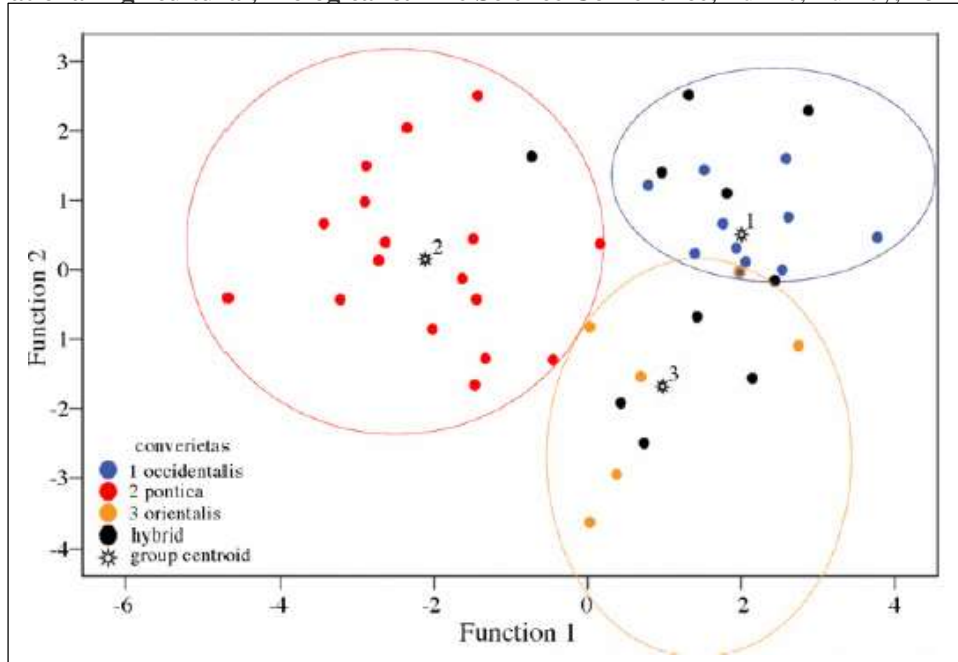 3
2
1
0
1
-2
-3
-4
Function 2
1
2
3
converietas
1 occidentalis
2 pontica
3 orientalis
hybrid
group centroid
-6
-4
-2
0
2
4
Function 1